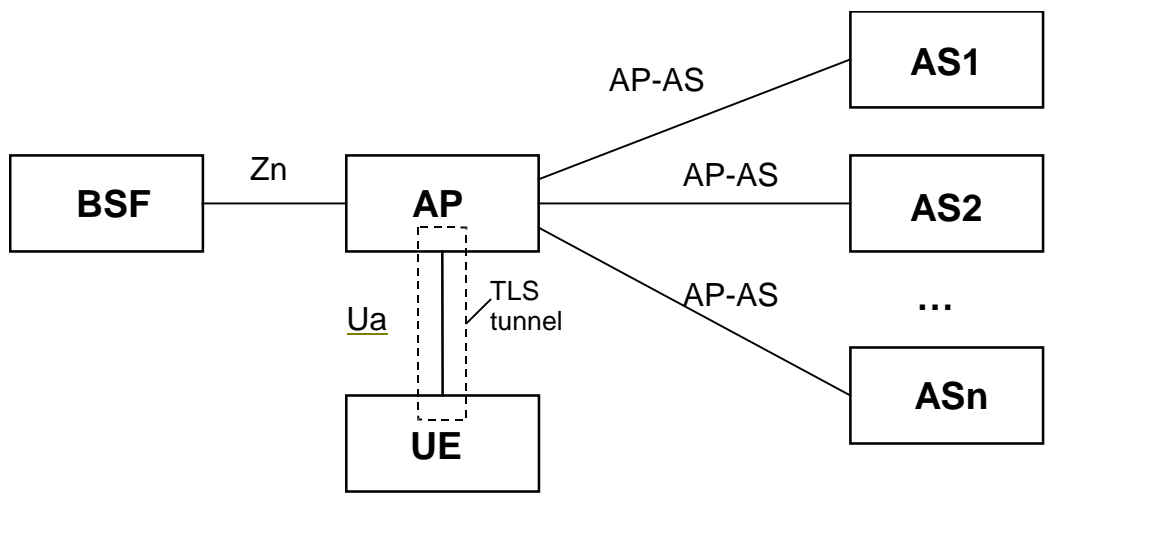 AS1
AP-AS
Zn
AP-AS
BSF
AP
AS2
TLS
tunnel
Ua
AP-AS
...
ASn
UE